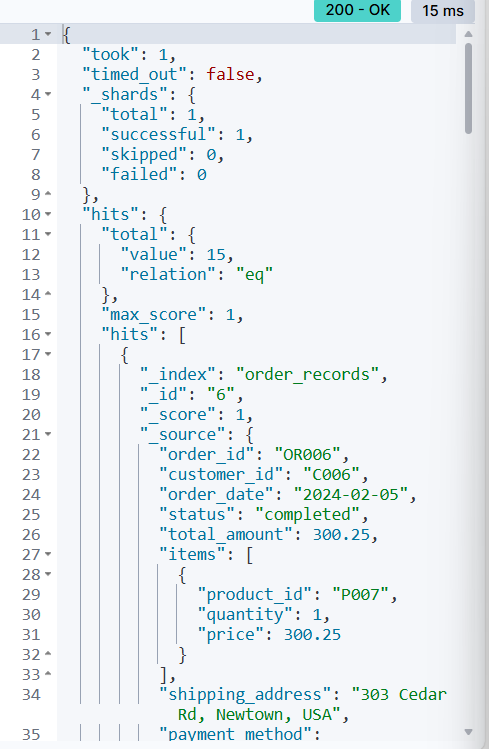 200 - OK 15 ms
1 {
2 "took": 1,
3 "timed_out": false,
4 "_shards": {
5 "total": 1,
6 "successful": 1,
7 "skipped": 0,
8 "failed": 0
9 },
10 "hits": {
11 "total": {
12 "value": 15,
13 "relation": "eq"
14 },
15 "max_score": 1,
16 "hits": [
17 {
18 "_index": "order_records",
19 "_id": "6",
20 "_score": 1,
21 "_source": {
22 "order_id": "OR006",
23 "customer_id": "C006",
24 "order_date": "2024-02-05",
25 "status": "completed",
26 "total_amount": 300.25,
27 "items": [
28 {
29 "product_id": "P007",
30 "quantity": 1,
31 "price": 300.25
32 }
33 ],
34 "shipping_address": "303 Cedar
Rd, Newtown, USA",
35 "payment_method":